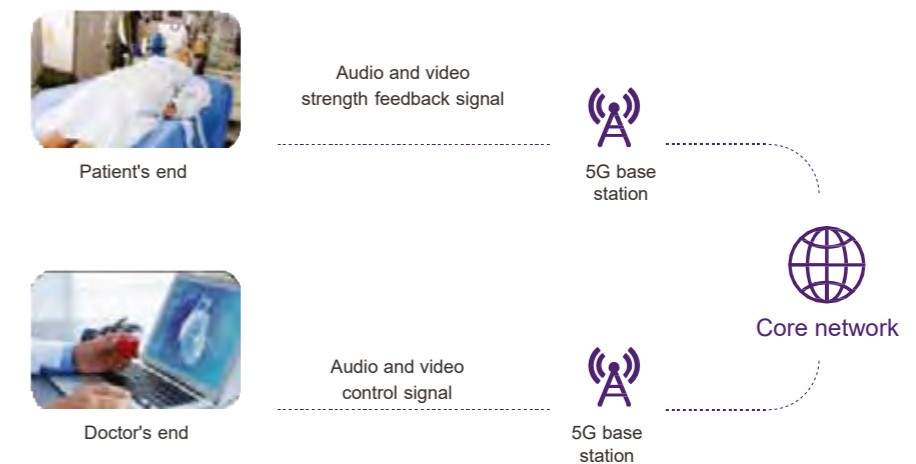 Audio and video
strength feedback signal
Patient's end
5G base
station
Core network
Audio and video
control signal
Doctor's end
5G base
station